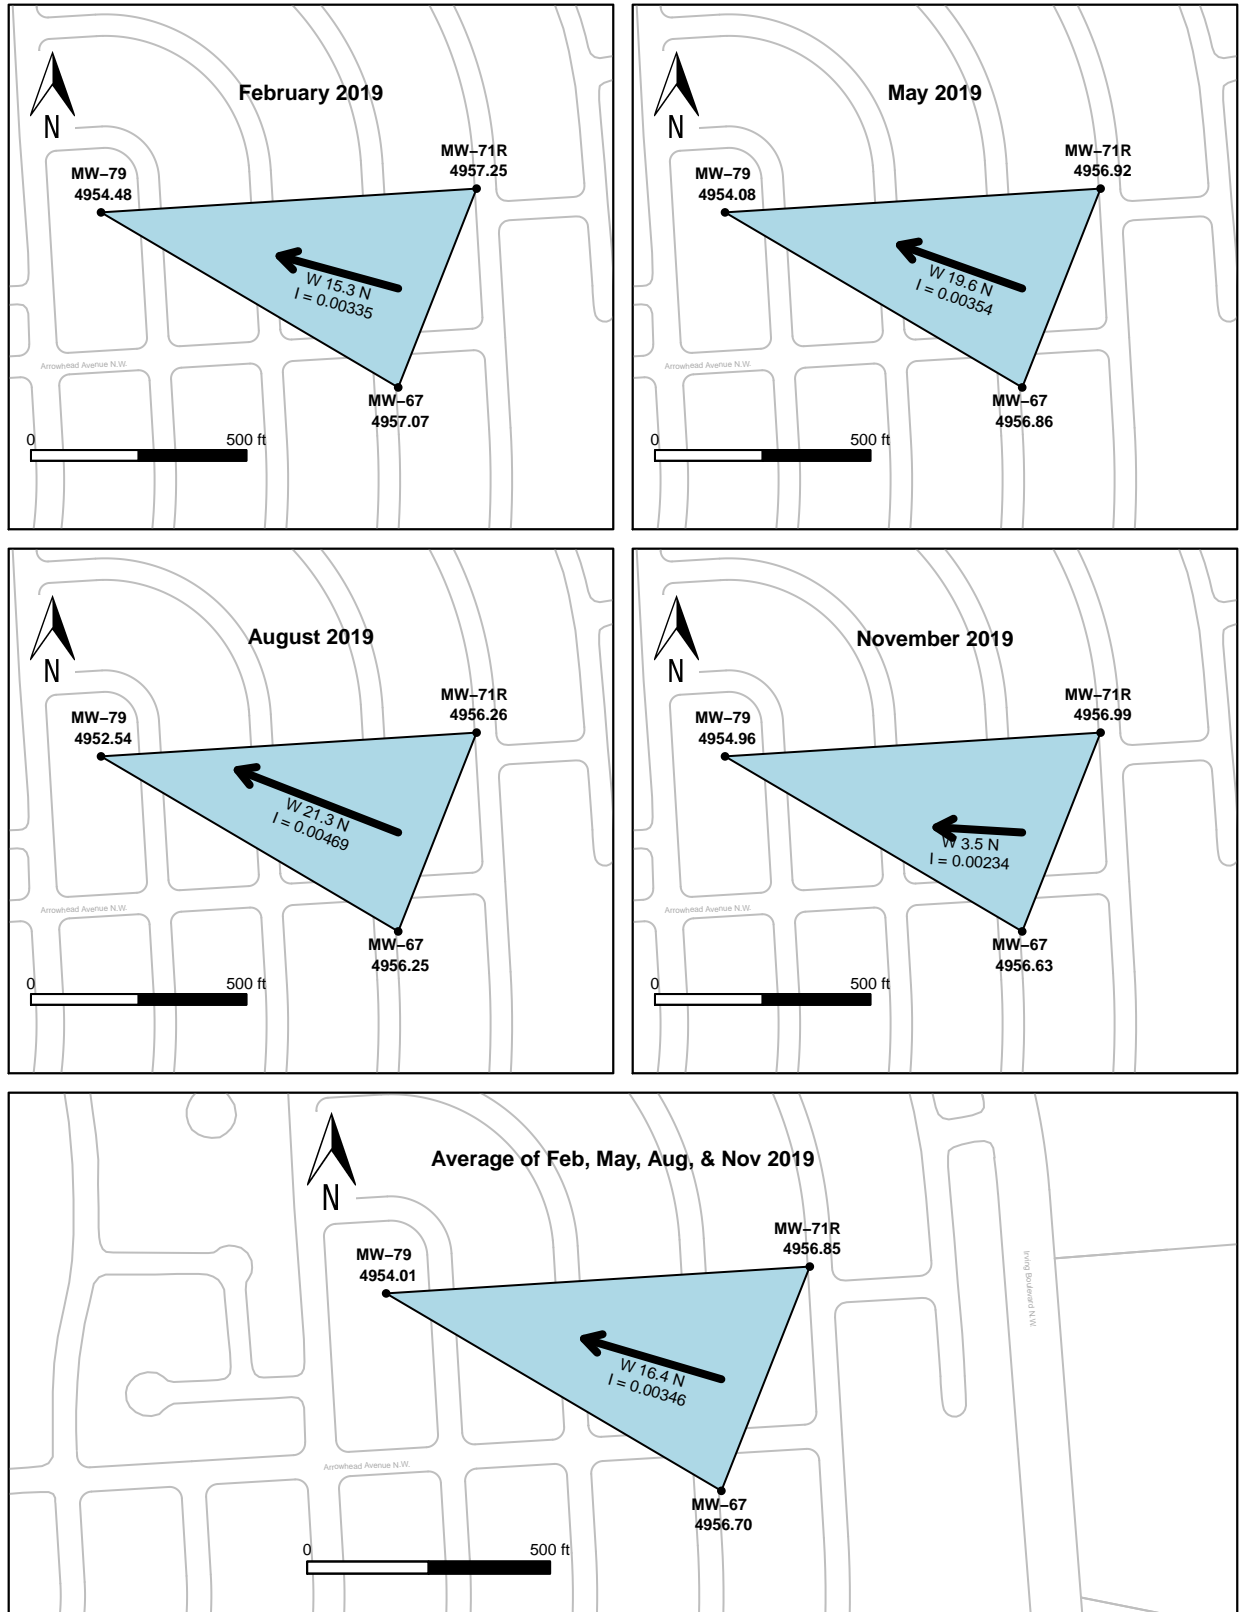 February 2019
N
MW–71R
4957.25
MW–79
4954.48
W 15.3 N
I = 0.00335
Arrowhead Avenue N.W.
MW–67
4957.07
0 500 ft
May 2019
N
MW–71R
4956.92
MW–79
4954.08
W 19.6 N
I = 0.00354
Arrowhead Avenue N.W.
MW–67
4956.86
0 500 ft
August 2019
N
MW–71R
4956.26
MW–79
4952.54
W 21.3 N
I = 0.00469
Arrowhead Avenue N.W.
MW–67
4956.25
0 500 ft
November 2019
N
MW–71R
4956.99
MW–79
4954.96
W 3.5 N
I = 0.00234
Arrowhead Avenue N.W.
MW–67
4956.63
0 500 ft
Average of Feb, May, Aug, & Nov 2019
N
MW–71R
4956.85
MW–79
4954.01
Irving Boulevard N.W.
W 16.4 N
I = 0.00346
Arrowhead Avenue N.W.
MW–67
4956.70
0 500 ft